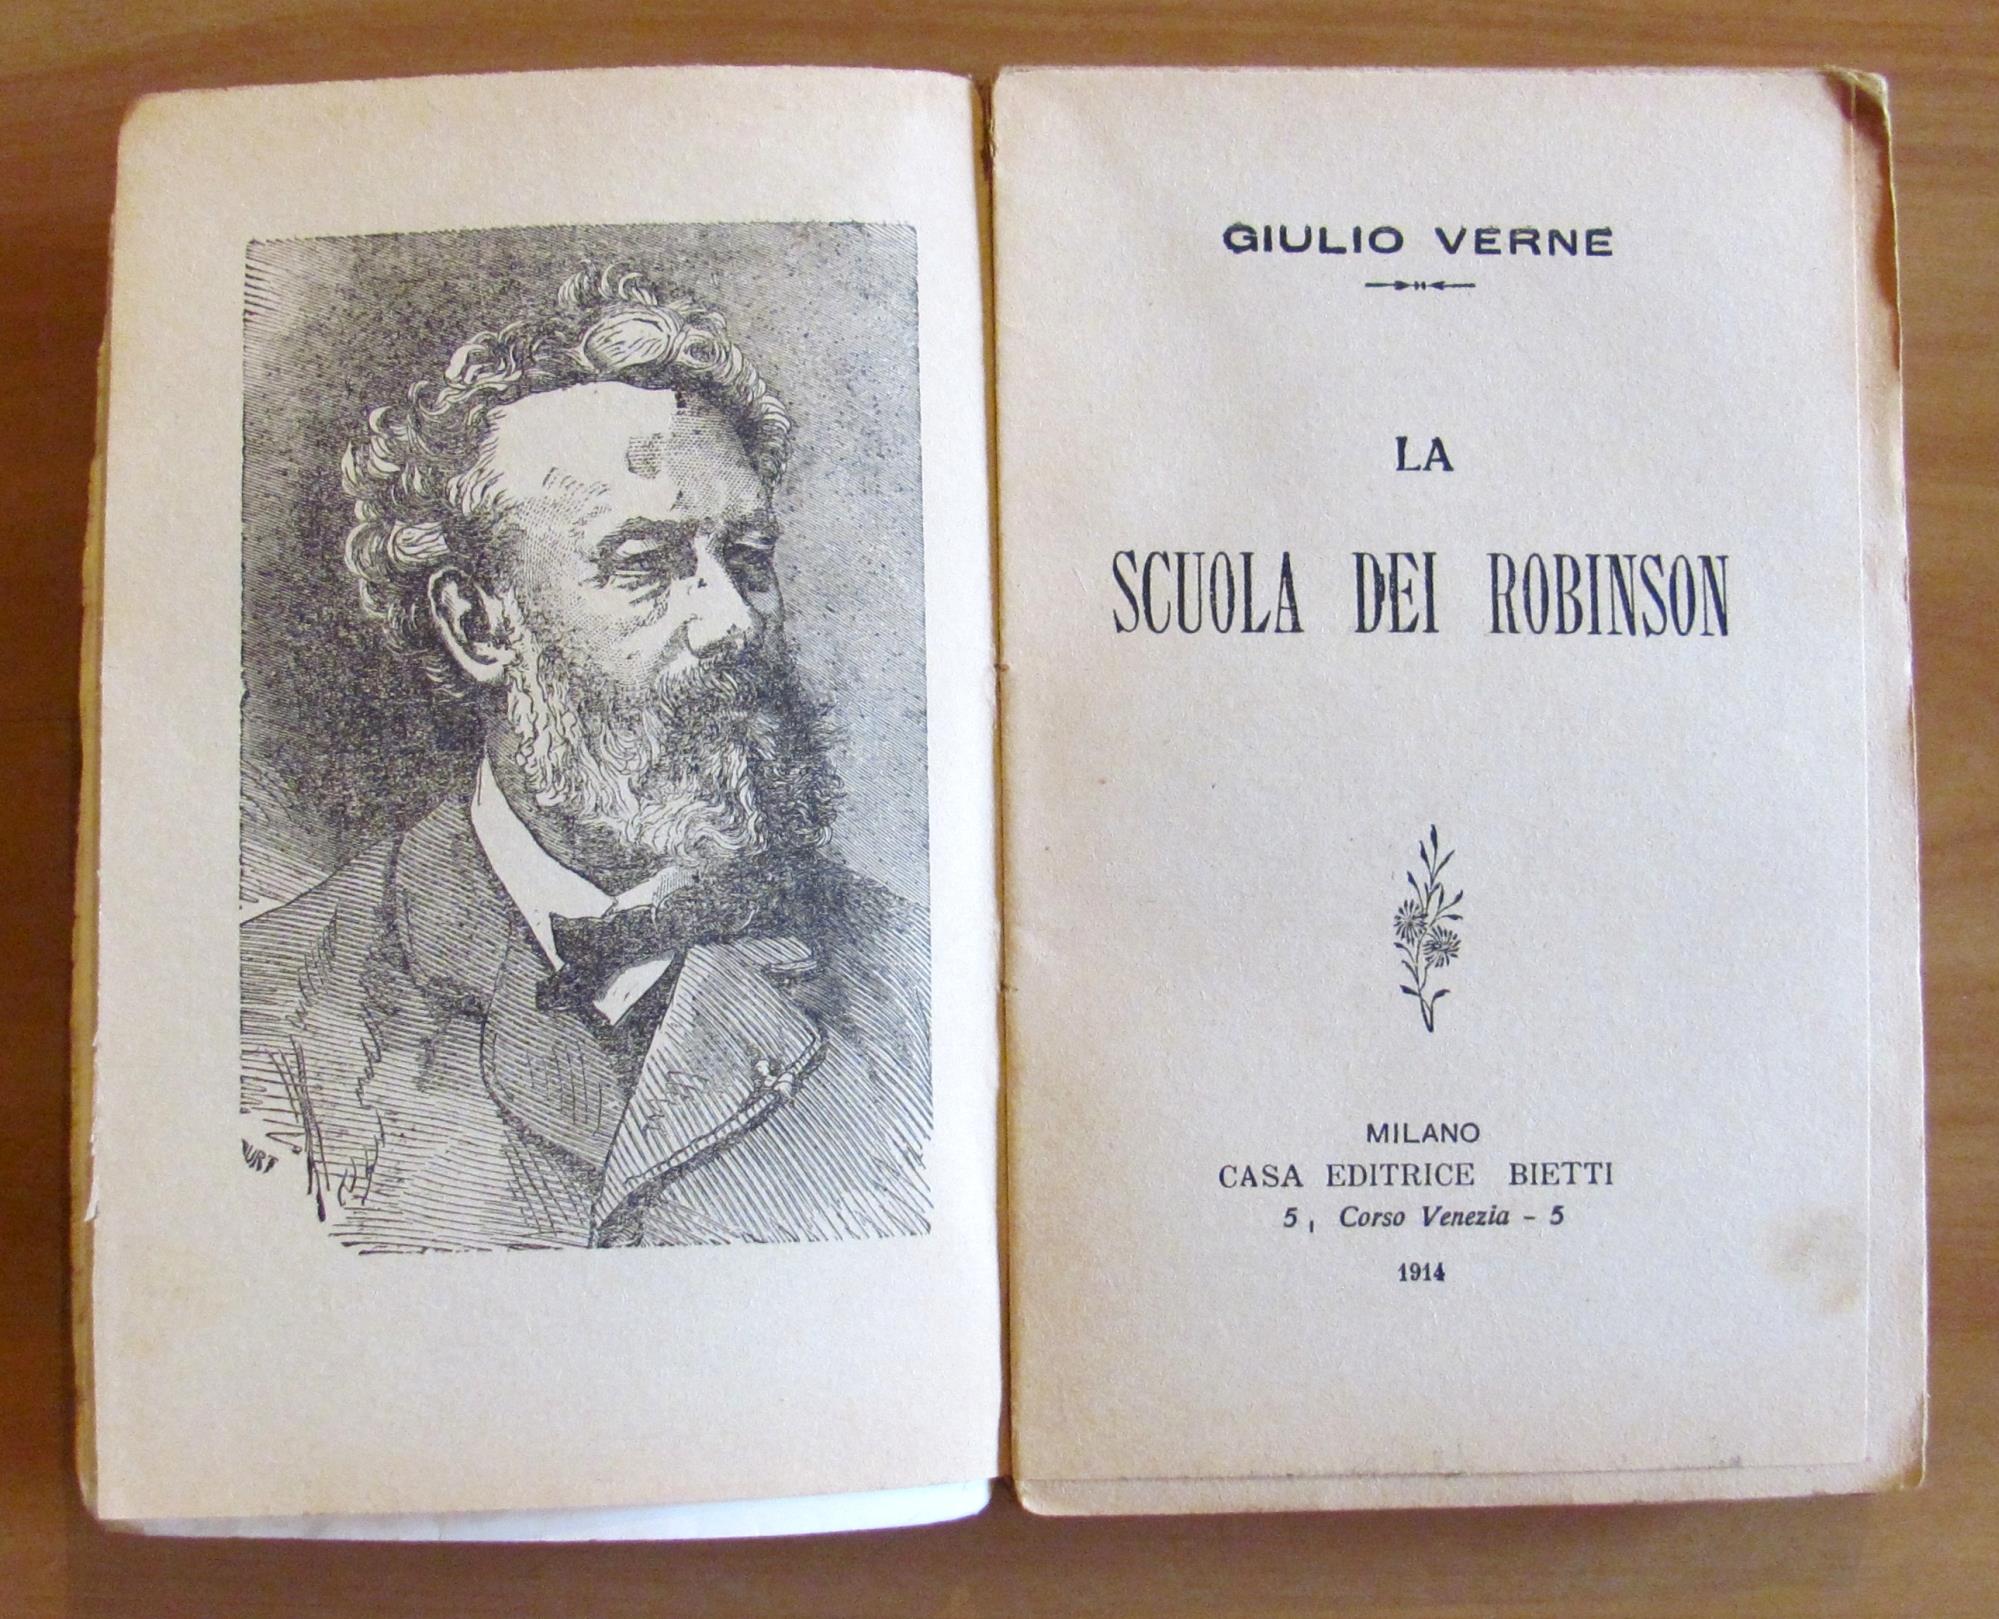 GIULIO VERNE
LA
SCUOLA DEI ROBINSON
MILANO
CASA EDITRICE BIETTI
5, Corso Venezia - 5
1914